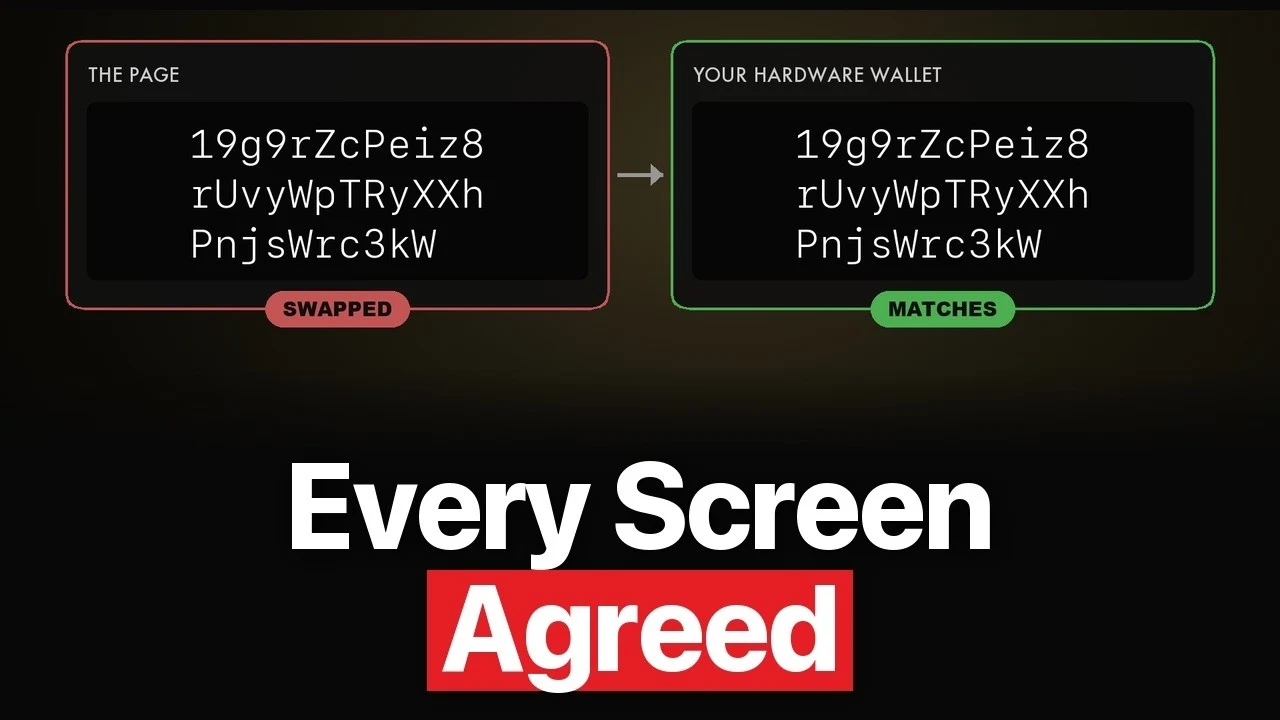 THE PAGE
19g9rZcPeiz8
rUvyWpTRyXXh
PnjsWrc3kW
SWAPPED
YOUR HARDWARE WALLET
19g9rZcPeiz8
rUvyWpTRyXXh
PnjsWrc3kW
MATCHES
Every Screen
Agreed